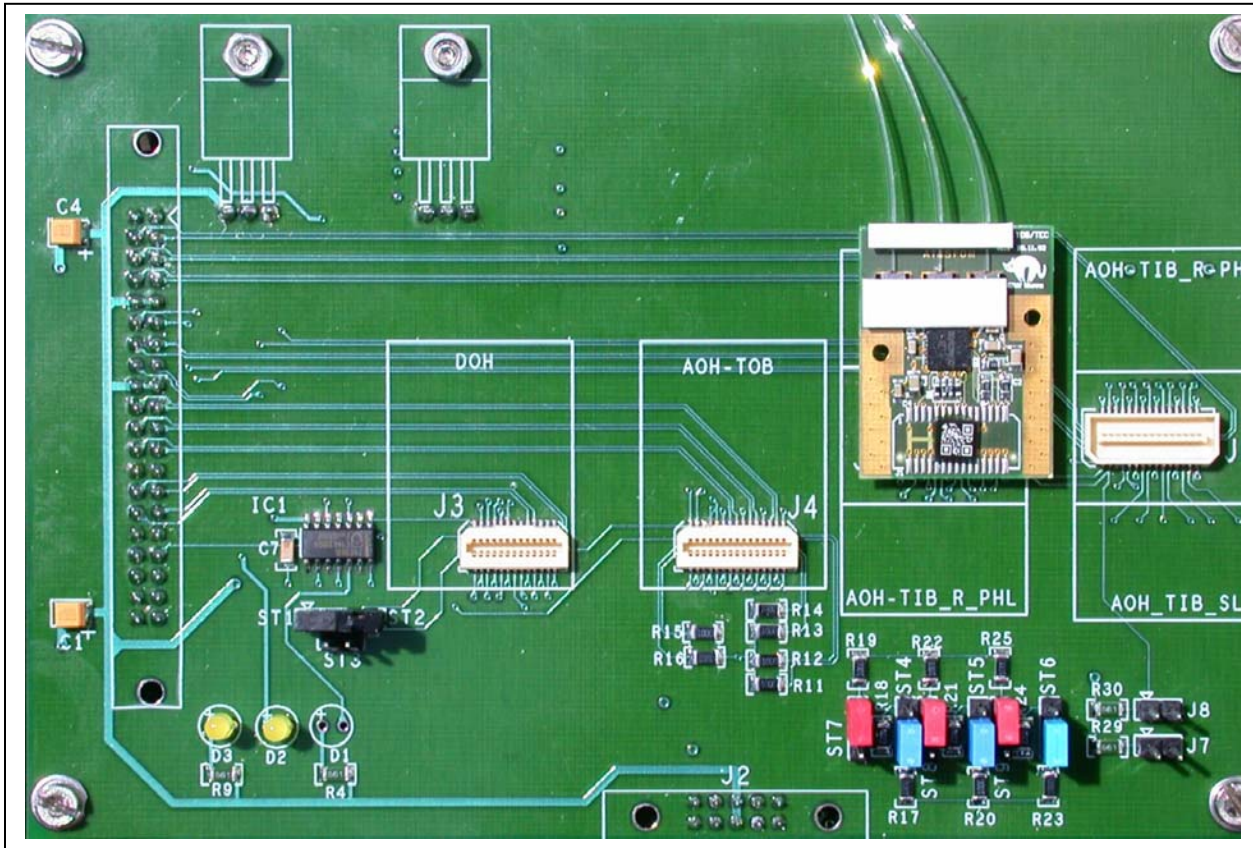 C4
AOH-TIB_R_PH
DOH
AOH-TOB
IC1
J3
J4
C7
ST1
ST2
ST3
C1
R14
R13
R12
R11
R15
R16
AOH-TIB_R_PHL
AOH_TIB_SL
R19
R22
R25
ST4
ST5
ST6
R18
ST7
R30
R29
J8
J7
D3
D2
D1
R9
R4
J2
R17
R20
R23